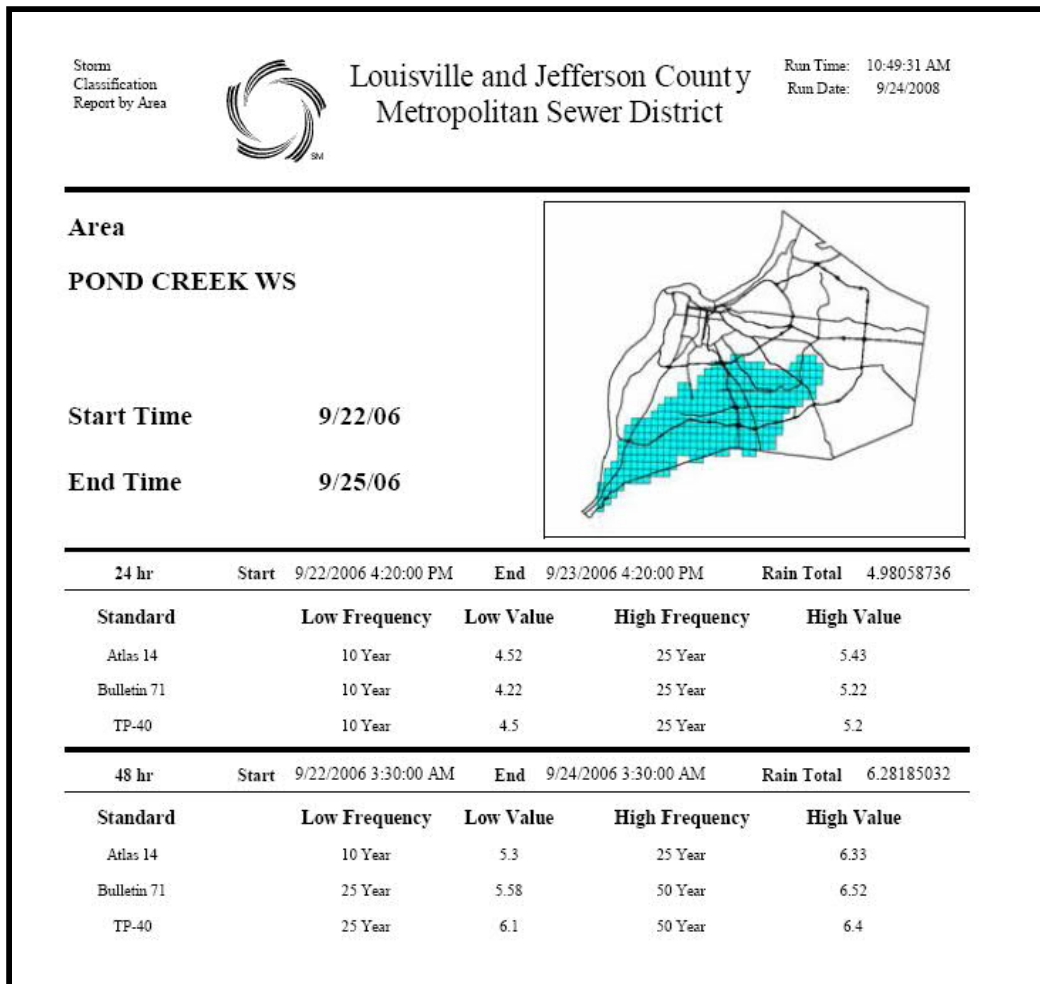 Storm
Classification
Report by Area
SM
Louisville and Jefferson County
Metropolitan Sewer District
Run Time: 10:49:31 AM
Run Date: 9/24/2008
Area
POND CREEK WS
Start Time 9/22/06
End Time 9/25/06
24 hr Start 9/22/2006 4:20:00 PM End 9/23/2006 4:20:00 PM Rain Total 4.98058736
Standard Low Frequency Low Value High Frequency High Value
Atlas 14 10 Year 4.52 25 Year 5.43
Bulletin 71 10 Year 4.22 25 Year 5.22
TP-40 10 Year 4.5 25 Year 5.2
48 hr Start 9/22/2006 3:30:00 AM End 9/24/2006 3:30:00 AM Rain Total 6.28185032
Standard Low Frequency Low Value High Frequency High Value
Atlas 14 10 Year 5.3 25 Year 6.33
Bulletin 71 25 Year 5.58 50 Year 6.52
TP-40 25 Year 6.1 50 Year 6.4